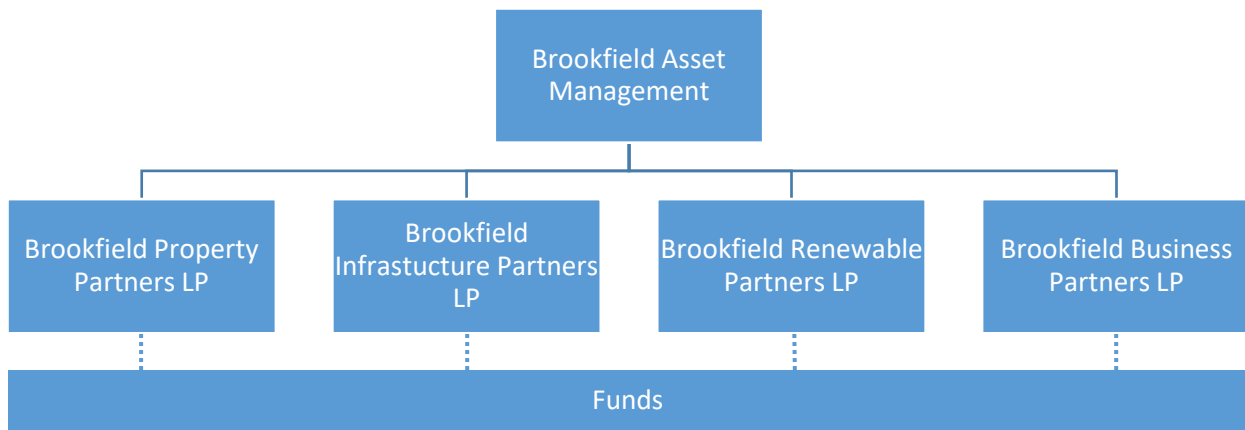 Brookfield Asset
Management
Brookfield Property
Partners LP
Brookfield
Infrastucture Partners
LP
Brookfield Renewable
Partners LP
Brookfield Business
Partners LP
Funds